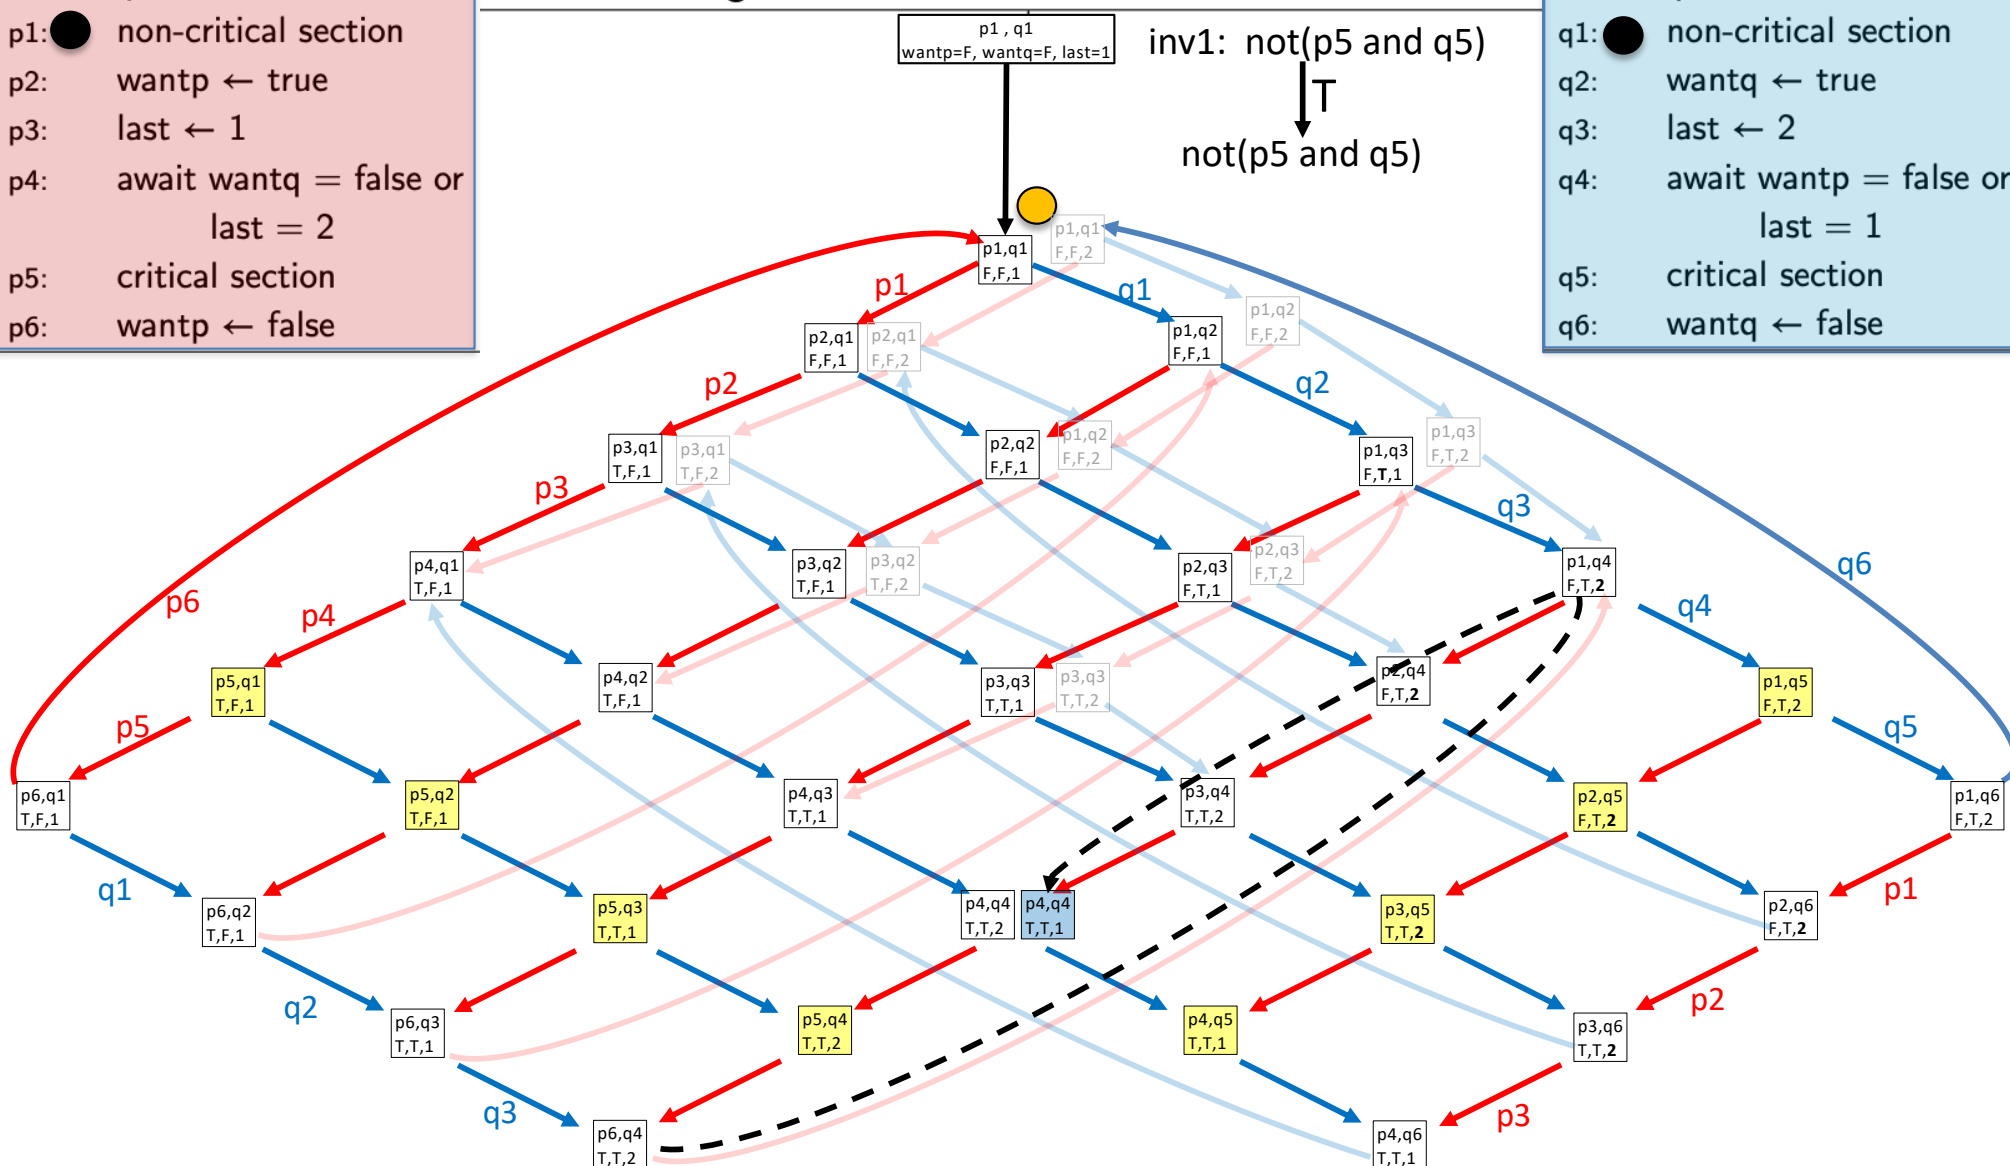 p1: non-critical section
p2: wantp ← true
p3: last ← 1
p4: await wantq = false or
last = 2
p5: critical section
p6: wantp ← false
p1 , q1
wantp=F, wantq=F, last=1
inv1: not(p5 and q5)
T
not(p5 and q5)
q1: non-critical section
q2: wantq ← true
q3: last ← 2
q4: await wantp = false or
last = 1
q5: critical section
q6: wantq ← false
p1,q1
F,F,1
p1,q1
F,F,2
p1
q1
p2,q1
F,F,1
p2,q1
F,F,2
p1,q2
F,F,1
p1,q2
F,F,2
p2
q2
p3,q1
T,F,1
p3,q1
T,F,2
p2,q2
F,F,1
p1,q2
F,F,2
p1,q3
F,T,1
p1,q3
F,T,2
p3
q3
p4,q1
T,F,1
p3,q2
T,F,1
p3,q2
T,F,2
p2,q3
F,T,1
p2,q3
F,T,2
p1,q4
F,T,2
p6
q6
p4
q4
p5,q1
T,F,1
p4,q2
T,F,1
p3,q3
T,T,1
p3,q3
T,T,2
p2,q4
F,T,2
p1,q5
F,T,2
p5
q5
p6,q1
T,F,1
p5,q2
T,F,1
p4,q3
T,T,1
p3,q4
T,T,2
p2,q5
F,T,2
p1,q6
F,T,2
q1
p1
p6,q2
T,F,1
p5,q3
T,T,1
p4,q4
T,T,2
p4,q4
T,T,1
p3,q5
T,T,2
p2,q6
F,T,2
q2
p2
p6,q3
T,T,1
p5,q4
T,T,2
p4,q5
T,T,1
p3,q6
T,T,2
q3
p3
p6,q4
T,T,2
p4,q6
T,T,1